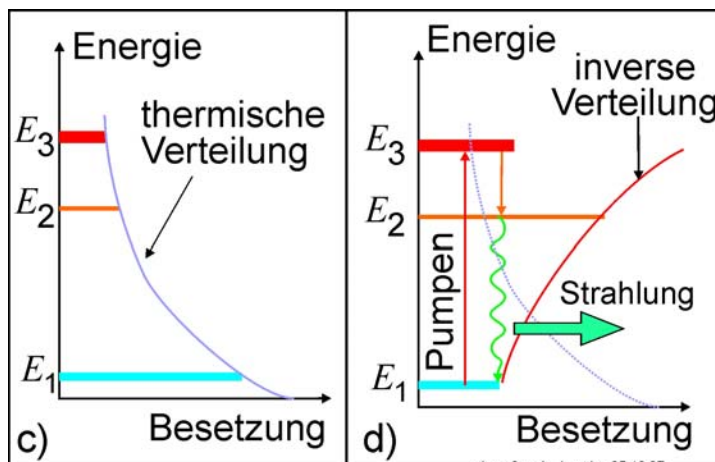 Energie
E3
thermische
Verteilung
E2
E1
Besetzung
c)
Energie
inverse
Verteilung
E3
E2
Pumpen
Strahlung
E1
Besetzung
d)